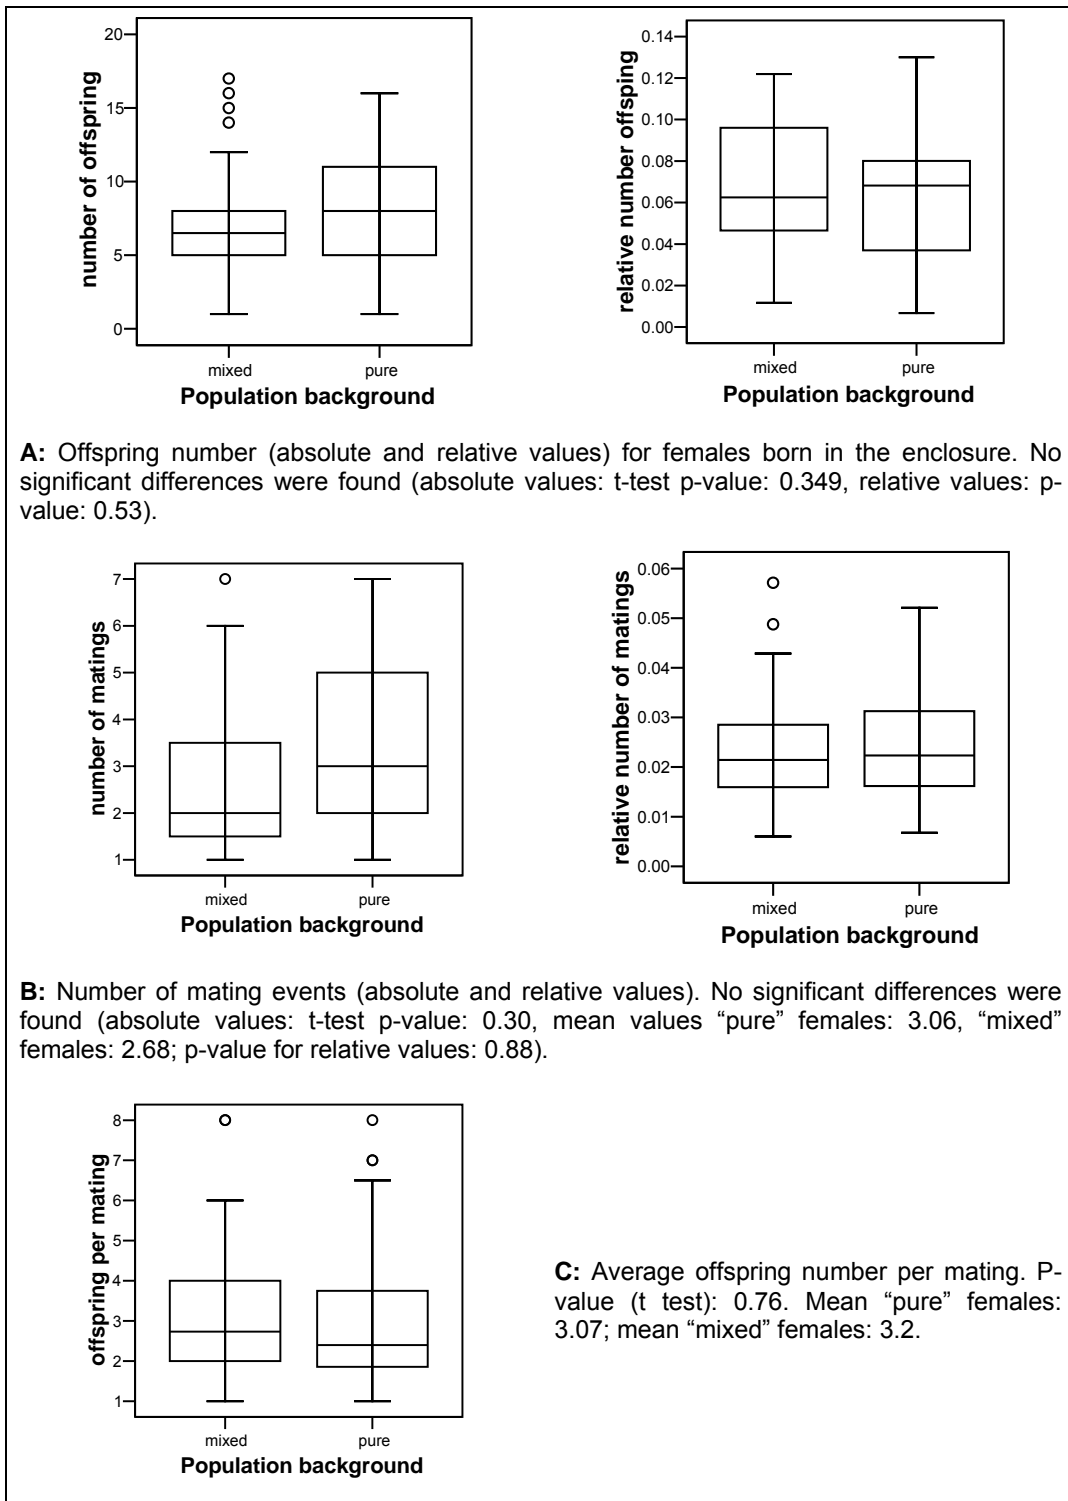 number of offspring
20
15
10
5
0
mixed
pure
Population background
relative number offsping
0.14
0.12
0.10
0.08
0.06
0.04
0.02
0.00
mixed
pure
Population background
A: Offspring number (absolute and relative values) for females born in the enclosure. No
significant differences were found (absolute values: t-test p-value: 0.349, relative values: p-
value: 0.53).
number of matings
7
6
5
4
3
2
1
mixed
pure
Population background
relative number of matings
0.06
0.05
0.04
0.03
0.02
0.01
0.00
mixed
pure
Population background
B: Number of mating events (absolute and relative values). No significant differences were
found (absolute values: t-test p-value: 0.30, mean values “pure” females: 3.06, “mixed”
females: 2.68; p-value for relative values: 0.88).
offspring per mating
8
7
6
5
4
3
2
1
mixed
pure
Population background
C: Average offspring number per mating. P-
value (t test): 0.76. Mean “pure” females:
3.07; mean “mixed” females: 3.2.